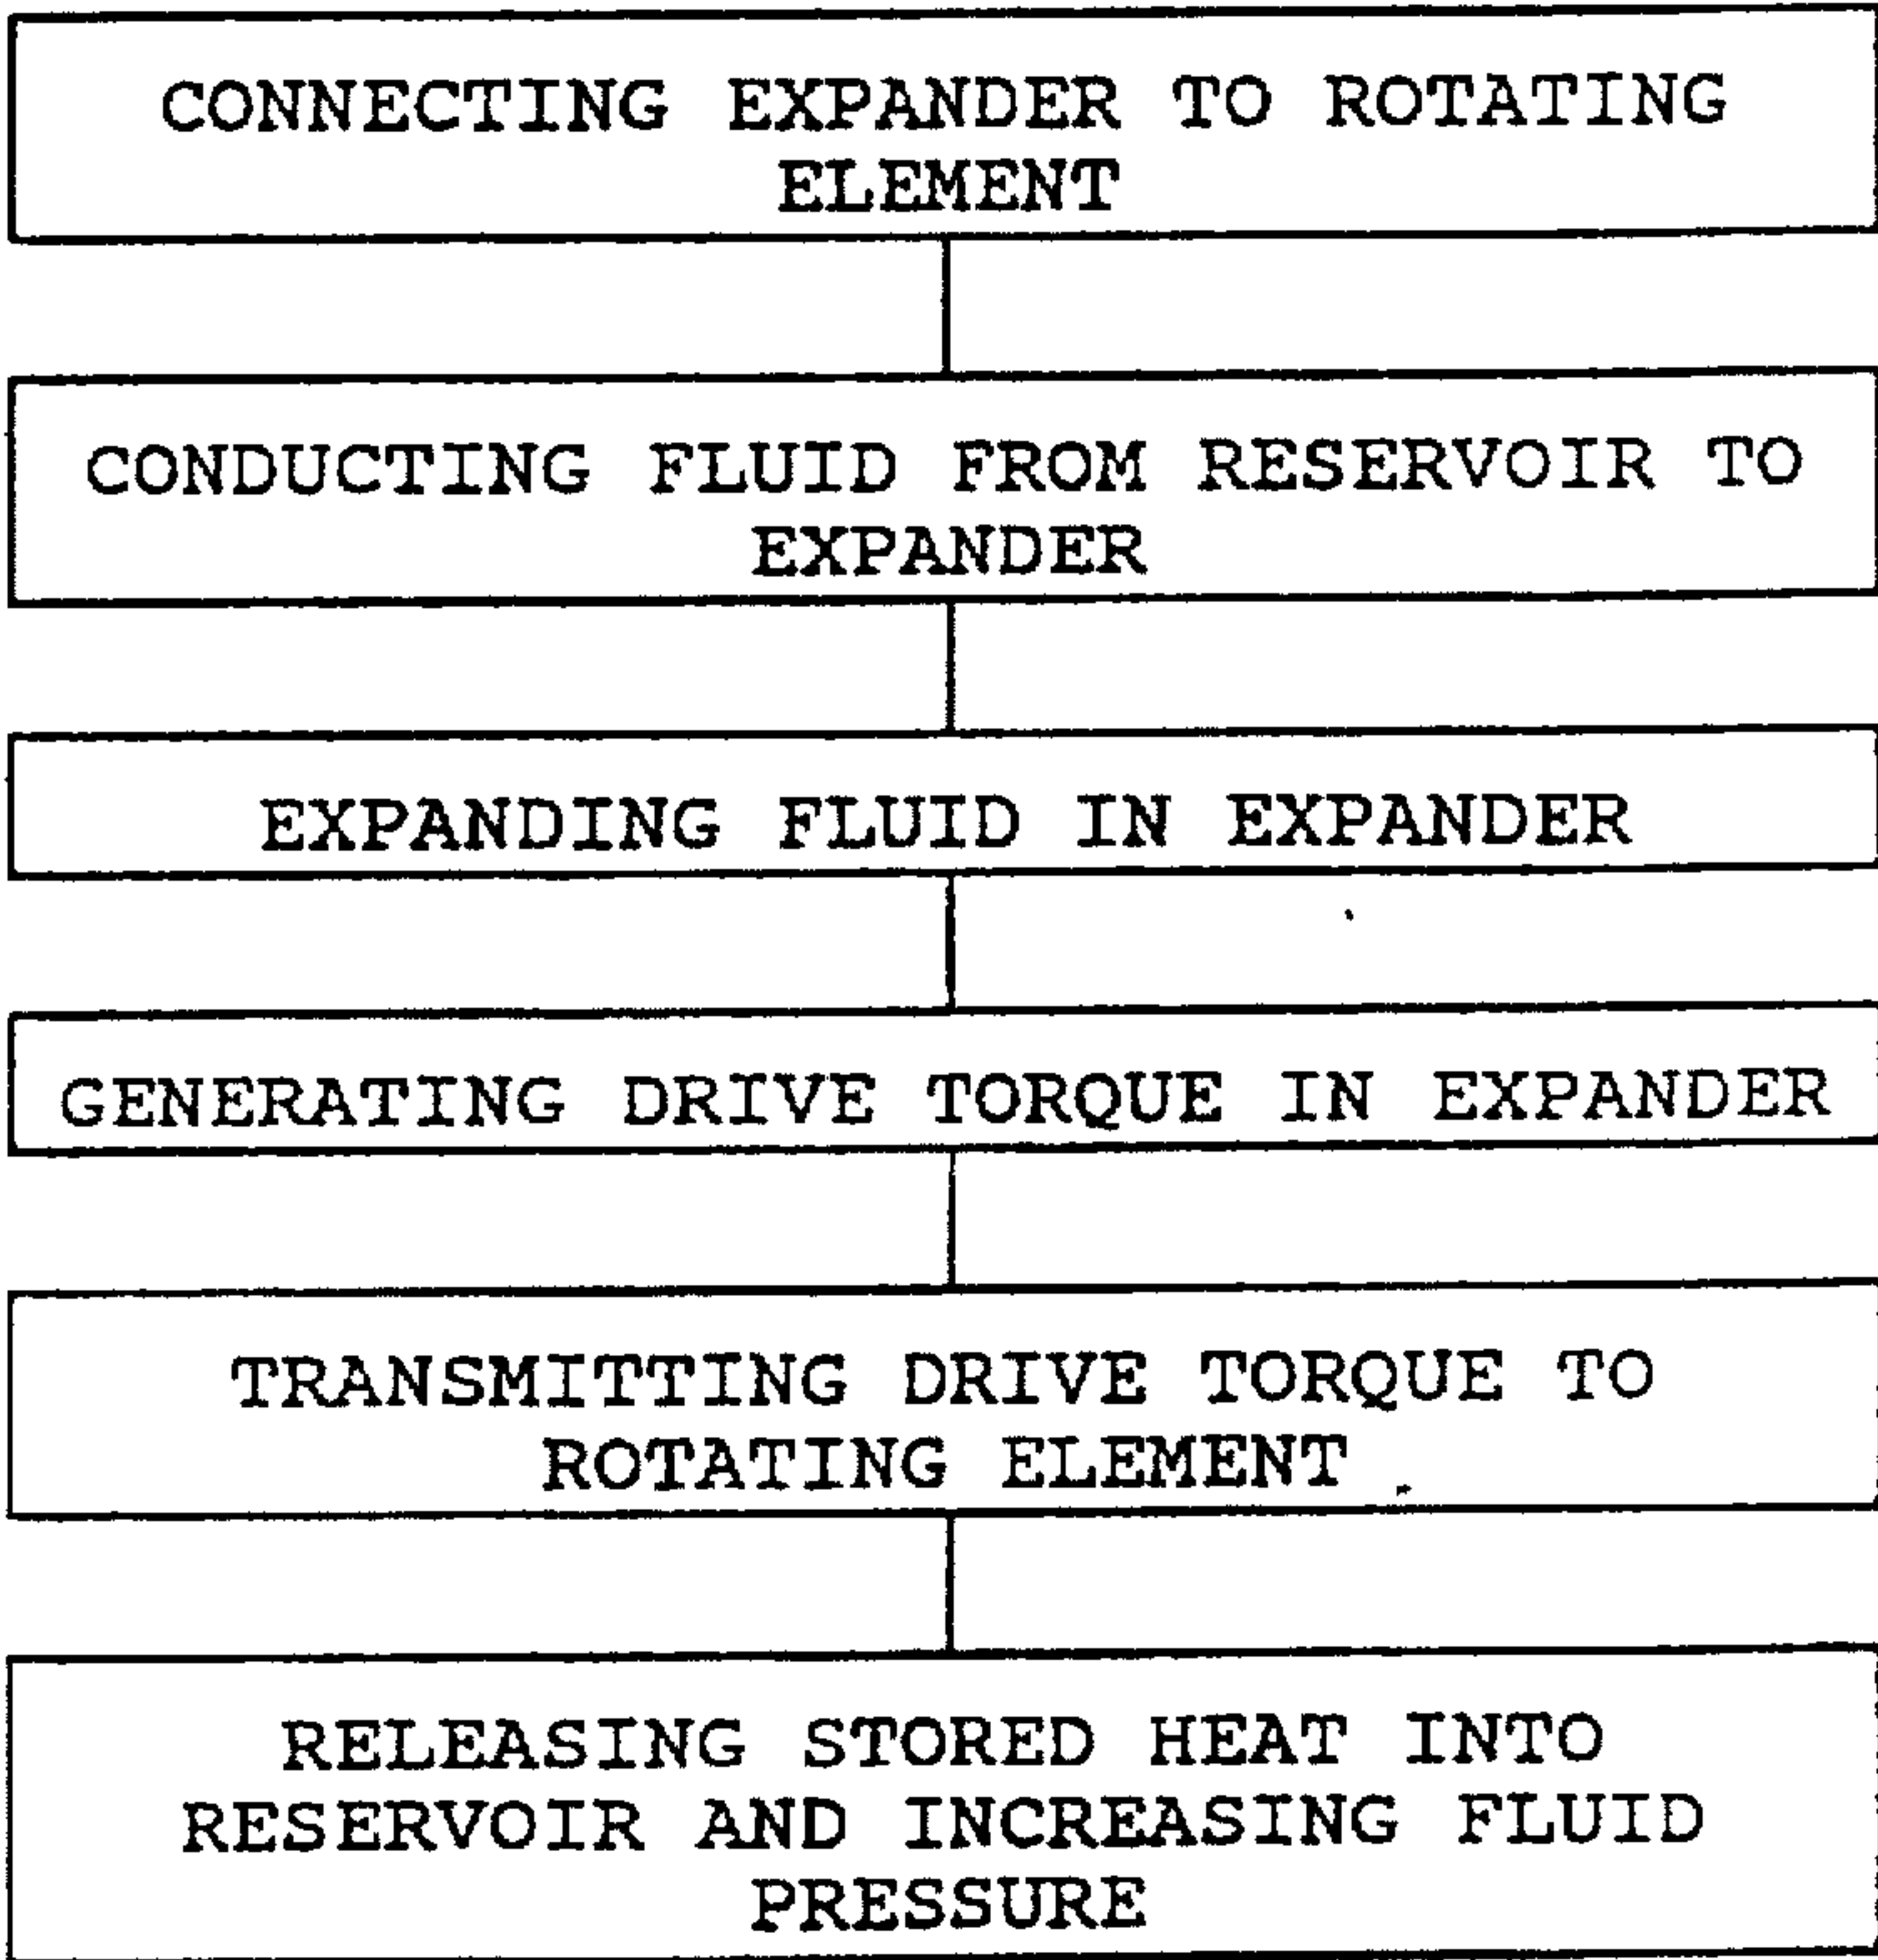 CONNECTING EXPANDER TO ROTATING
ELEMENT
CONDUCTING FLUID FROM RESERVOIR TO
EXPANDER
EXPANDING FLUID IN EXPANDER
GENERATING DRIVE TORQUE IN EXPANDER
TRANSMITTING DRIVE TORQUE TO
ROTATING ELEMENT
RELEASING STORED HEAT INTO
RESERVOIR AND INCREASING FLUID
PRESSURE